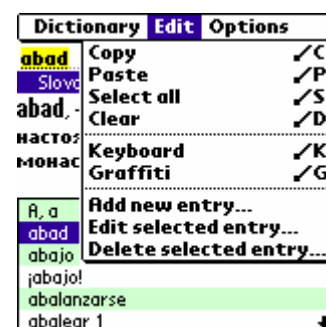 Dictionary Edit Options
abad
Copy ⁄C
Paste ⁄P
Slovo
Select all ⁄S
abad, -
Clear ⁄D
настоя
Keyboard ⁄K
монас
Graffiti ⁄G
A, a
Add new entry...
abad
Edit selected entry...
abajo
Delete selected entry...
¡abajo!
abalanzarse
abalear 1